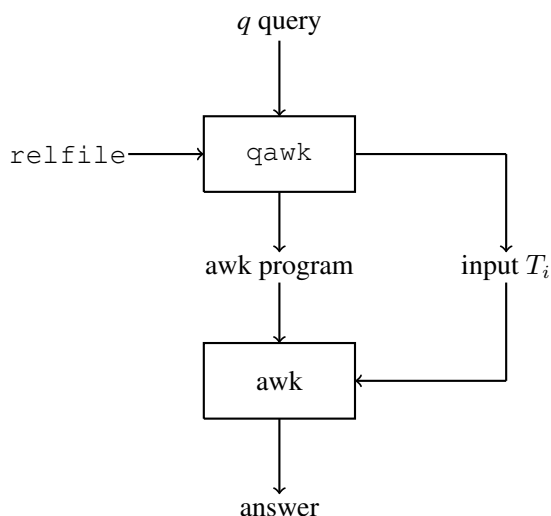 q query
relfile
qawk
awk program
input T_i
awk
answer